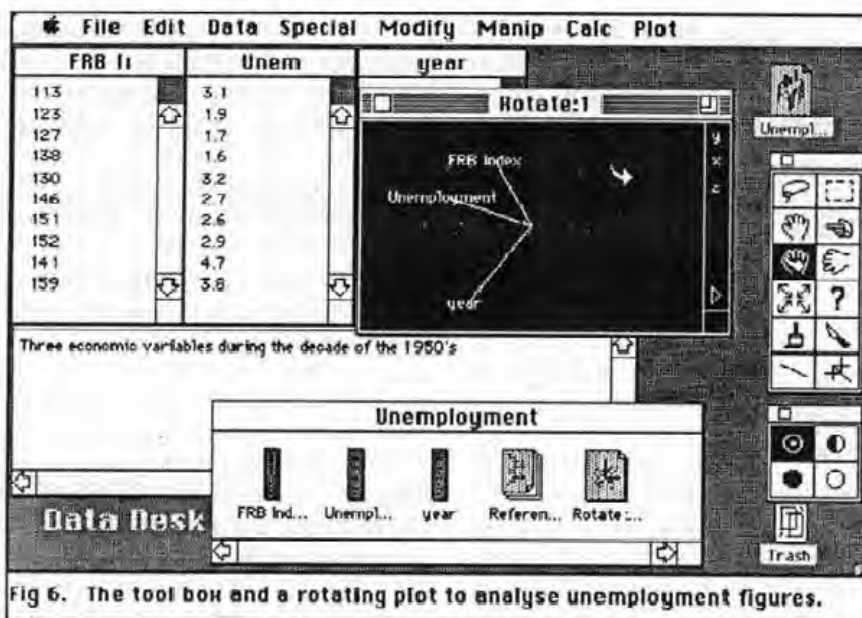 File Edit Data Special Modify Manip Calc Plot
FRB I
Unem
year
113
123
127
138
130
146
151
152
141
159
3.1
1.9
1.7
1.6
3.2
2.7
2.6
2.9
4.7
3.8
Rotate:1
FRB Index
Unemployment
year
y
x
z
Unempl...
?
Three economic variables during the decade of the 1950's
Unemployment
FRB Ind...
Unempl...
year
Referen...
Rotate:...
Data Desk
Trash
Fig 6. The tool box and a rotating plot to analyse unemployment figures.